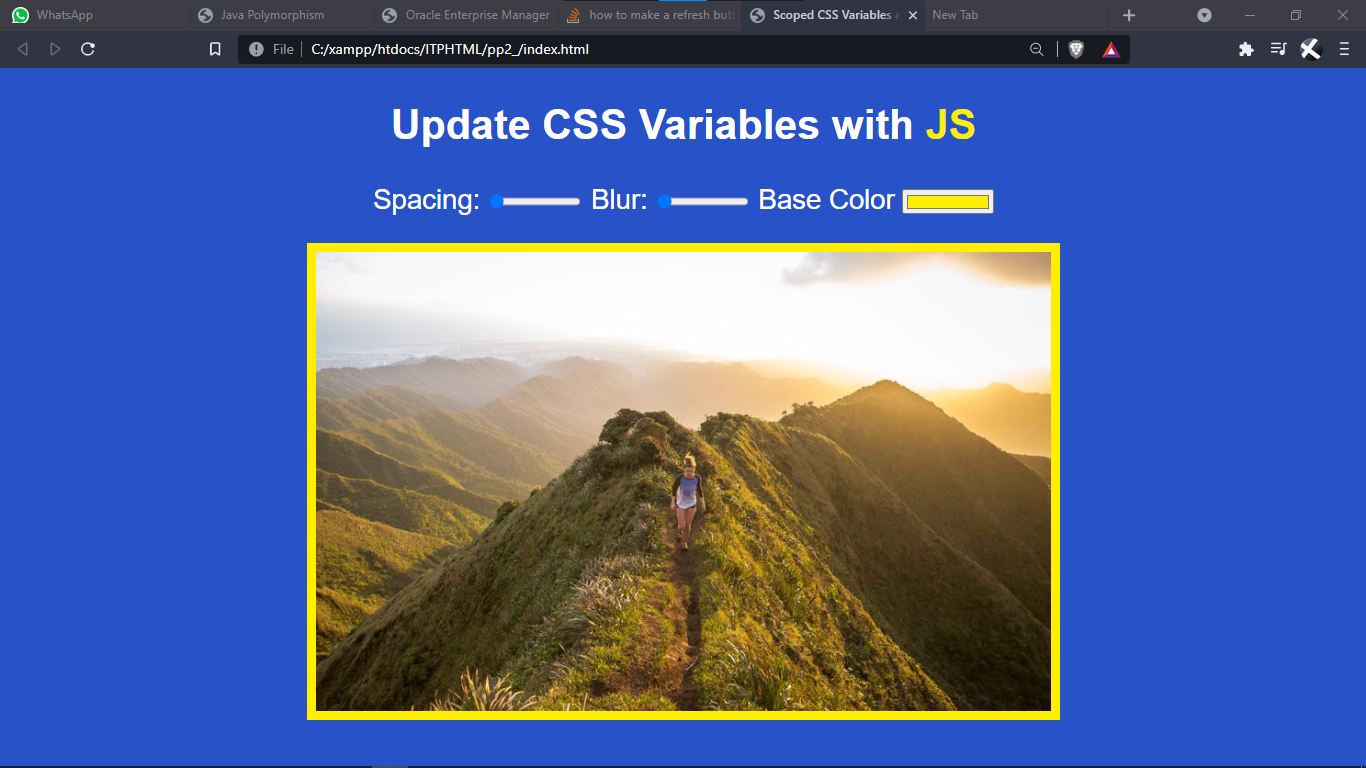 WhatsApp
Java Polymorphism
Oracle Enterprise Manager
how to make a refresh butt
Scoped CSS Variables a
New Tab
File
C:/xampp/htdocs/ITPHTML/pp2_/index.html
Update CSS Variables with JS
Spacing: Blur: Base Color